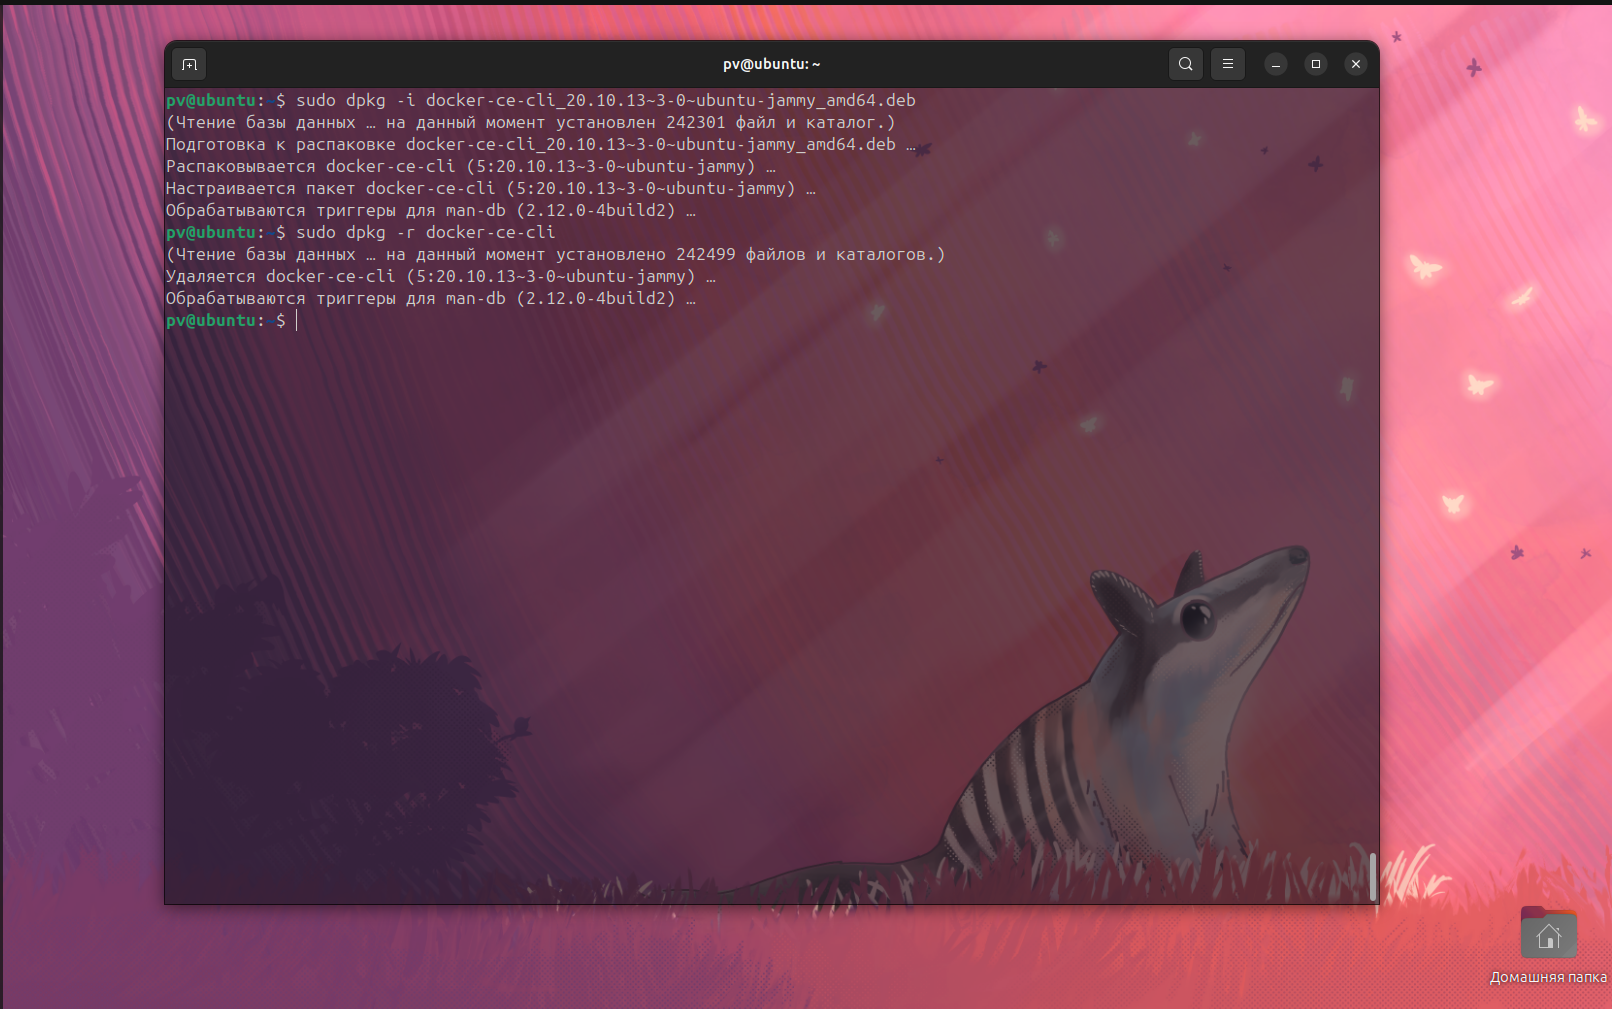 pv@ubuntu: ~
pv@ubuntu:~$ sudo dpkg -i docker-ce-cli_20.10.13~3-0~ubuntu-jammy_amd64.deb
(Чтение базы данных … на данный момент установлен 242301 файл и каталог.)
Подготовка к распаковке docker-ce-cli_20.10.13~3-0~ubuntu-jammy_amd64.deb …
Распаковывается docker-ce-cli (5:20.10.13~3-0~ubuntu-jammy) …
Настраивается пакет docker-ce-cli (5:20.10.13~3-0~ubuntu-jammy) …
Обрабатываются триггеры для man-db (2.12.0-4build2) …
pv@ubuntu:~$ sudo dpkg -r docker-ce-cli
(Чтение базы данных … на данный момент установлено 242499 файлов и каталогов.)
Удаляется docker-ce-cli (5:20.10.13~3-0~ubuntu-jammy) …
Обрабатываются триггеры для man-db (2.12.0-4build2) …
pv@ubuntu:~$
Домашняя папка